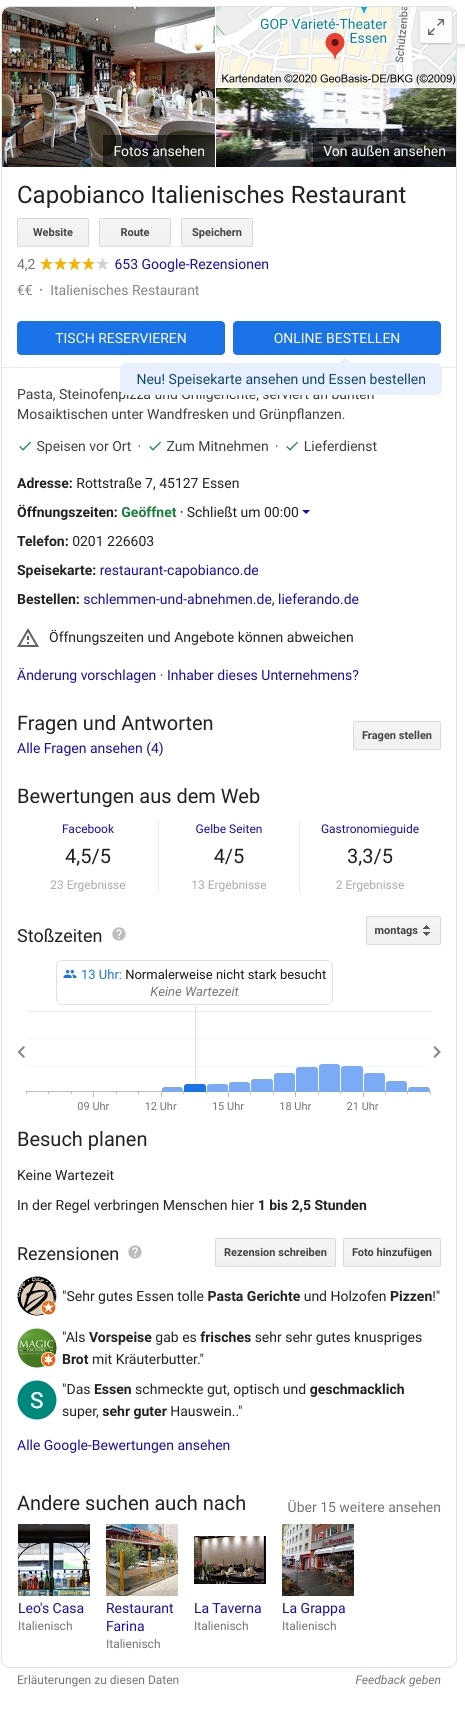 GOP Varieté-Theater
Essen
Schützenba
Kartendaten ©2020 GeoBasis-DE/BKG (©2009)
Fotos ansehen
Von außen ansehen
Capobianco Italienisches Restaurant
Website
Route
Speichern
4,2
653 Google-Rezensionen
€€ · Italienisches Restaurant
TISCH RESERVIEREN
ONLINE BESTELLEN
Neu! Speisekarte ansehen und Essen bestellen
Pasta, Steinofenpizza und Grillgerichte, serviert an bunten
Mosaiktischen unter Wandfresken und Grünpflanzen.
Speisen vor Ort · Zum Mitnehmen · Lieferdienst
Adresse: Rottstraße 7, 45127 Essen
Öffnungszeiten: Geöffnet · Schließt um 00:00
Telefon: 0201 226603
Speisekarte: restaurant-capobianco.de
Bestellen: schlemmen-und-abnehmen.de, lieferando.de
Öffnungszeiten und Angebote können abweichen
Änderung vorschlagen · Inhaber dieses Unternehmens?
Fragen und Antworten
Alle Fragen ansehen (4)
Fragen stellen
Bewertungen aus dem Web
Facebook
Gelbe Seiten
Gastronomieguide
4,5/5
4/5
3,3/5
23 Ergebnisse
13 Ergebnisse
2 Ergebnisse
Stoßzeiten
montags
13 Uhr: Normalerweise nicht stark besucht
Keine Wartezeit
09 Uhr
12 Uhr
15 Uhr
18 Uhr
21 Uhr
Besuch planen
Keine Wartezeit
In der Regel verbringen Menschen hier 1 bis 2,5 Stunden
Rezensionen
Rezension schreiben
Foto hinzufügen
"Sehr gutes Essen tolle Pasta Gerichte und Holzofen Pizzen!"
MAGIC
"Als Vorspeise gab es frisches sehr sehr gutes knuspriges
Brot mit Kräuterbutter."
S
"Das Essen schmeckte gut, optisch und geschmacklich
super, sehr guter Hauswein.."
Alle Google-Bewertungen ansehen
Andere suchen auch nach
Über 15 weitere ansehen
Leo's Casa
Italienisch
Restaurant
Farina
Italienisch
La Taverna
Italienisch
La Grappa
Italienisch
Erläuterungen zu diesen Daten
Feedback geben